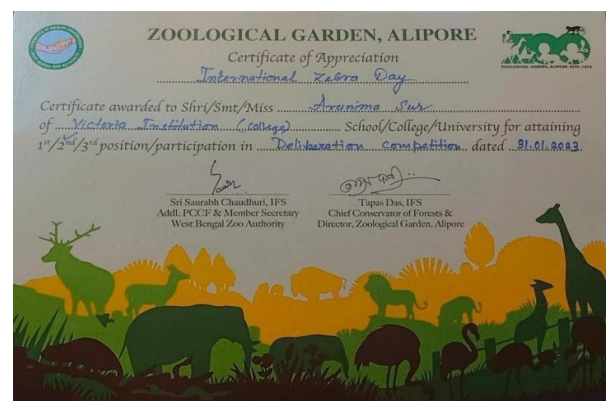 ZOOLOGICAL GARDEN, ALIPORE
Certificate of Appreciation
International Zebra Day
Certificate awarded to Shri/Smt/Miss Arunima Sur
of Victoria Institution (college) School/College/University for attaining
1st/2nd/3rd position/participation in Deliberation competition dated 31.01.2023.
Sri Saurabh Chaudhuri, IFS
Addl. PCCF & Member Secretary
West Bengal Zoo Authority
Tapas Das, IFS
Chief Conservator of Forests &
Director, Zoological Garden, Alipore